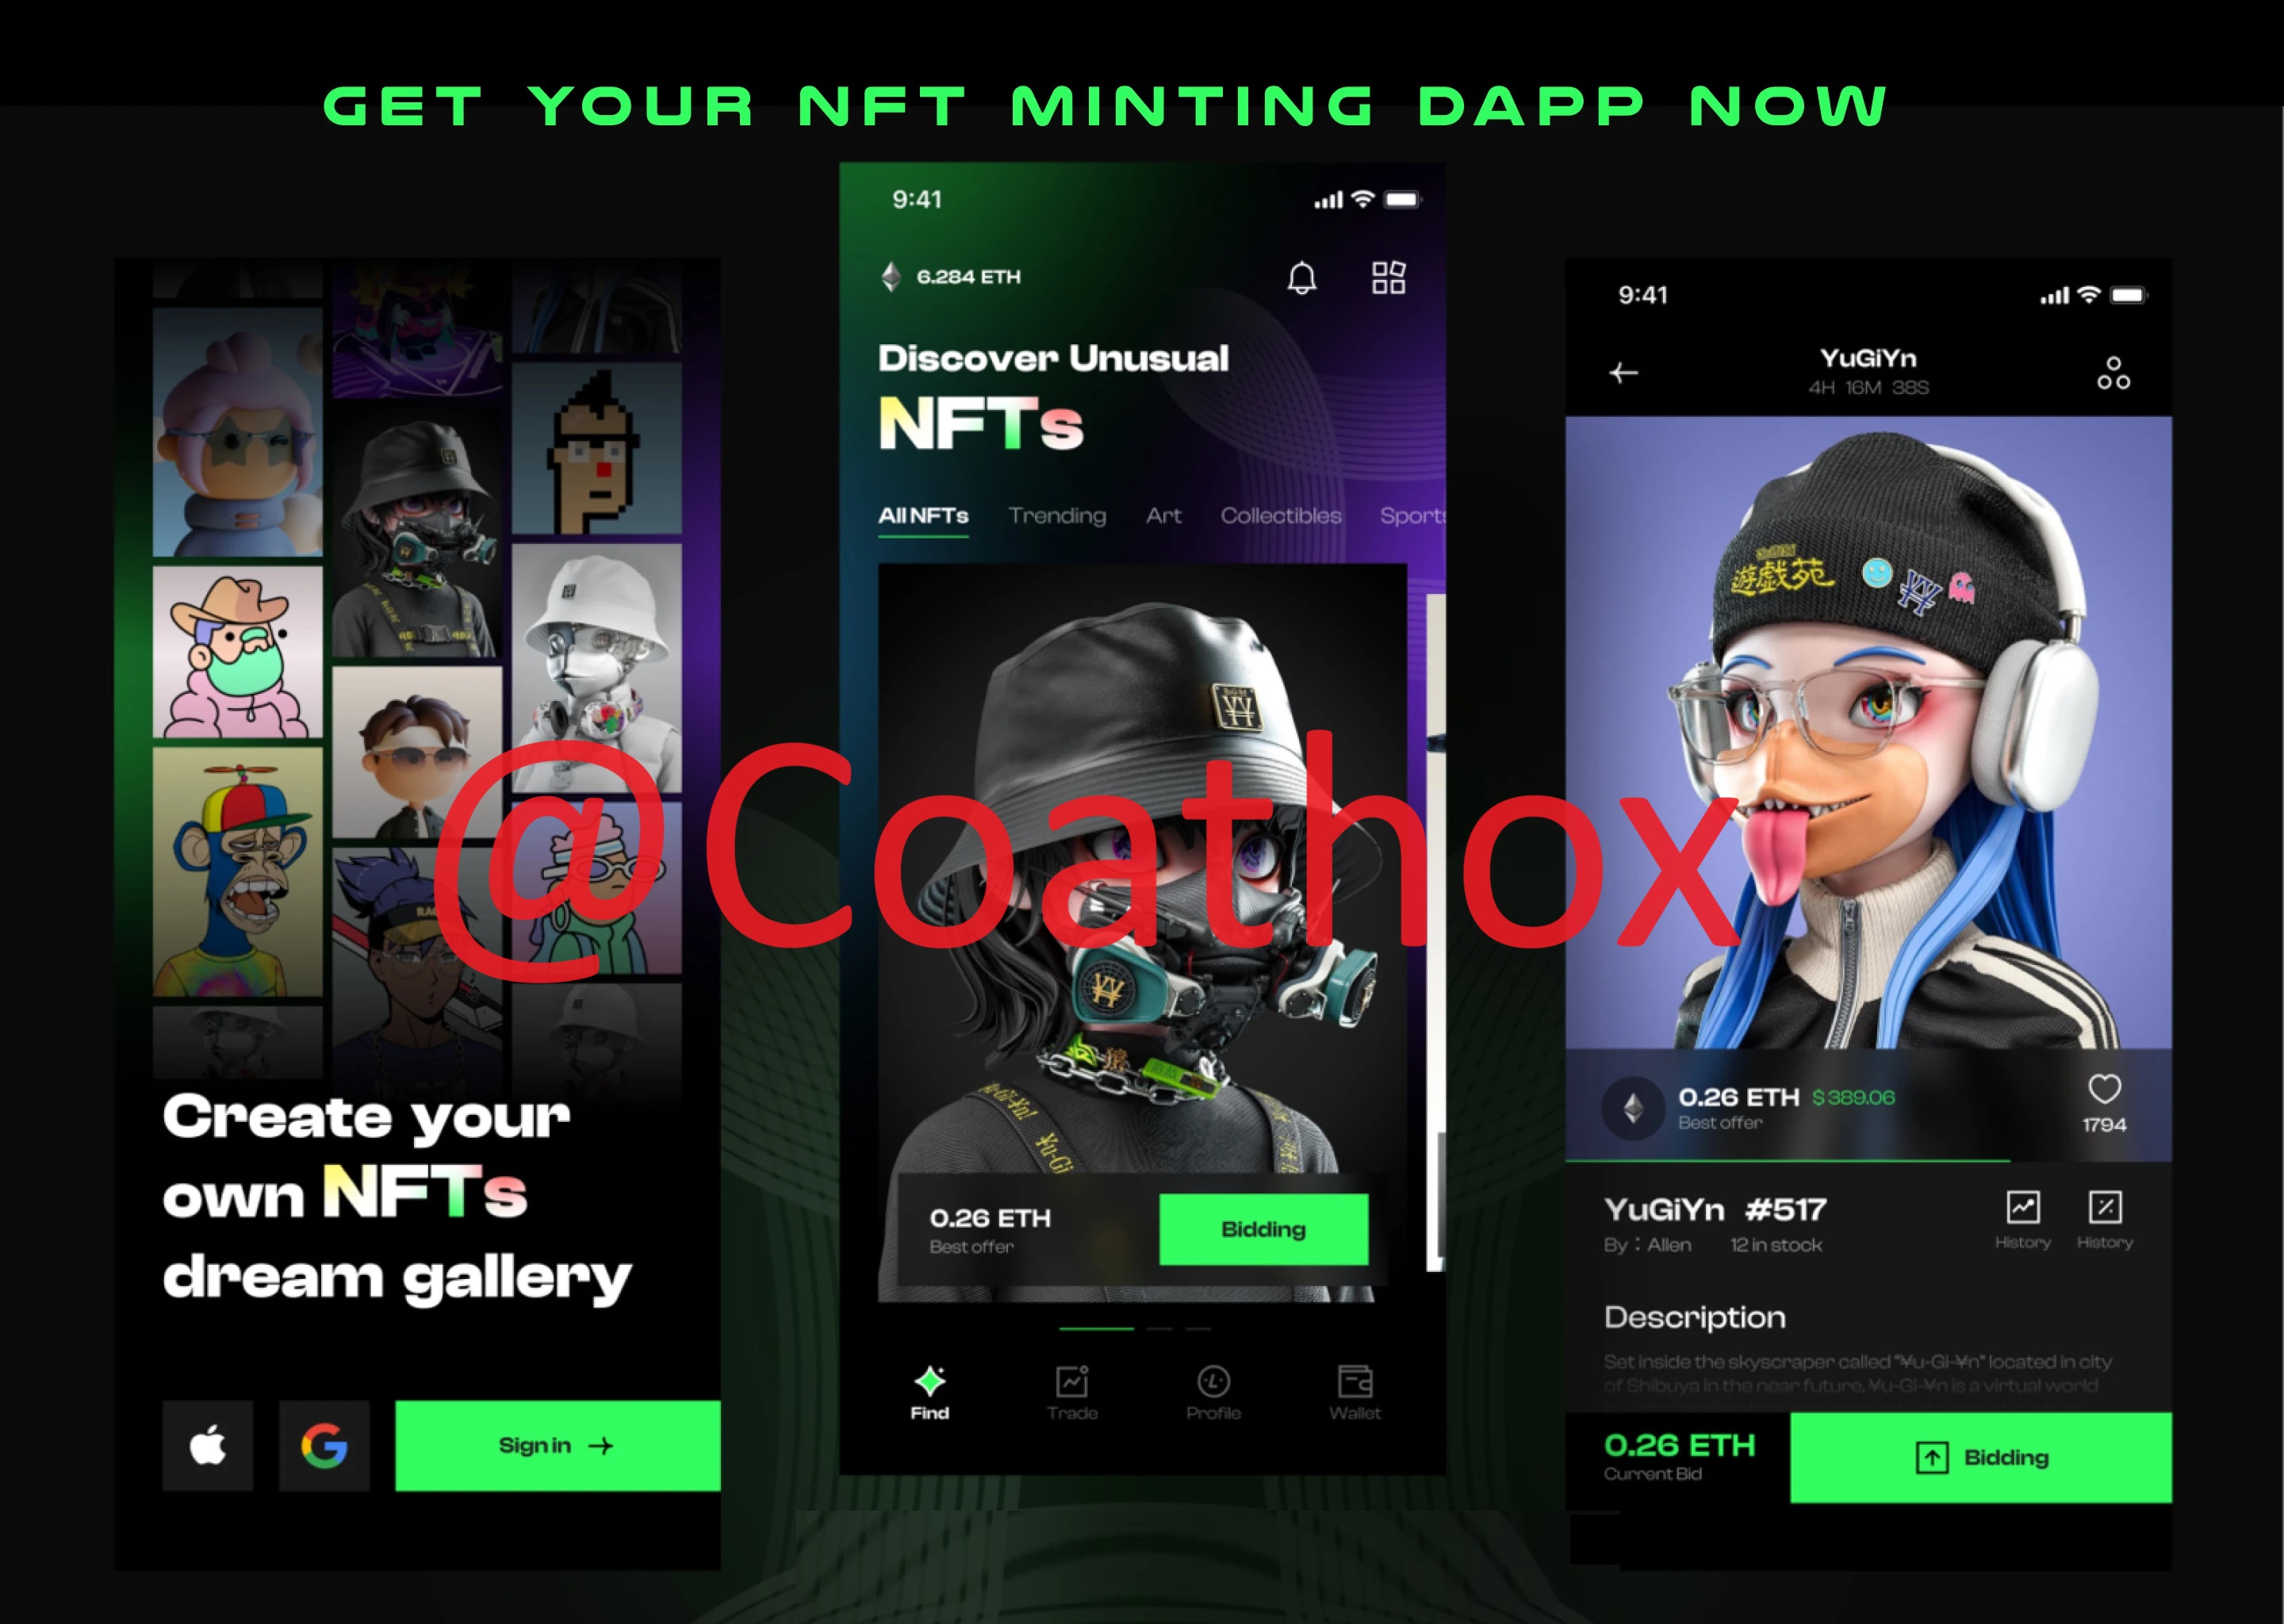 GET YOUR NFT MINTING DAPP NOW
Create your
own NFTs
dream gallery
Sign in
9:41
6.284 ETH
Discover Unusual
NFTs
All NFTs Trending Art Collectibles Sports
0.26 ETH
Best offer
Bidding
Find Trade Profile Wallet
@Coathox
9:41
YuGiYn
4H 16M 38S
遊戯苑
0.26 ETH $389.06
Best offer
1794
YuGiYn #517
By : Allen 12 in stock
History History
Description
Set inside the skyscraper called "¥u-Gi-¥n" located in city
of Shibuya in the near future, ¥u-Gi-¥n is a virtual world
0.26 ETH
Current Bid
Bidding